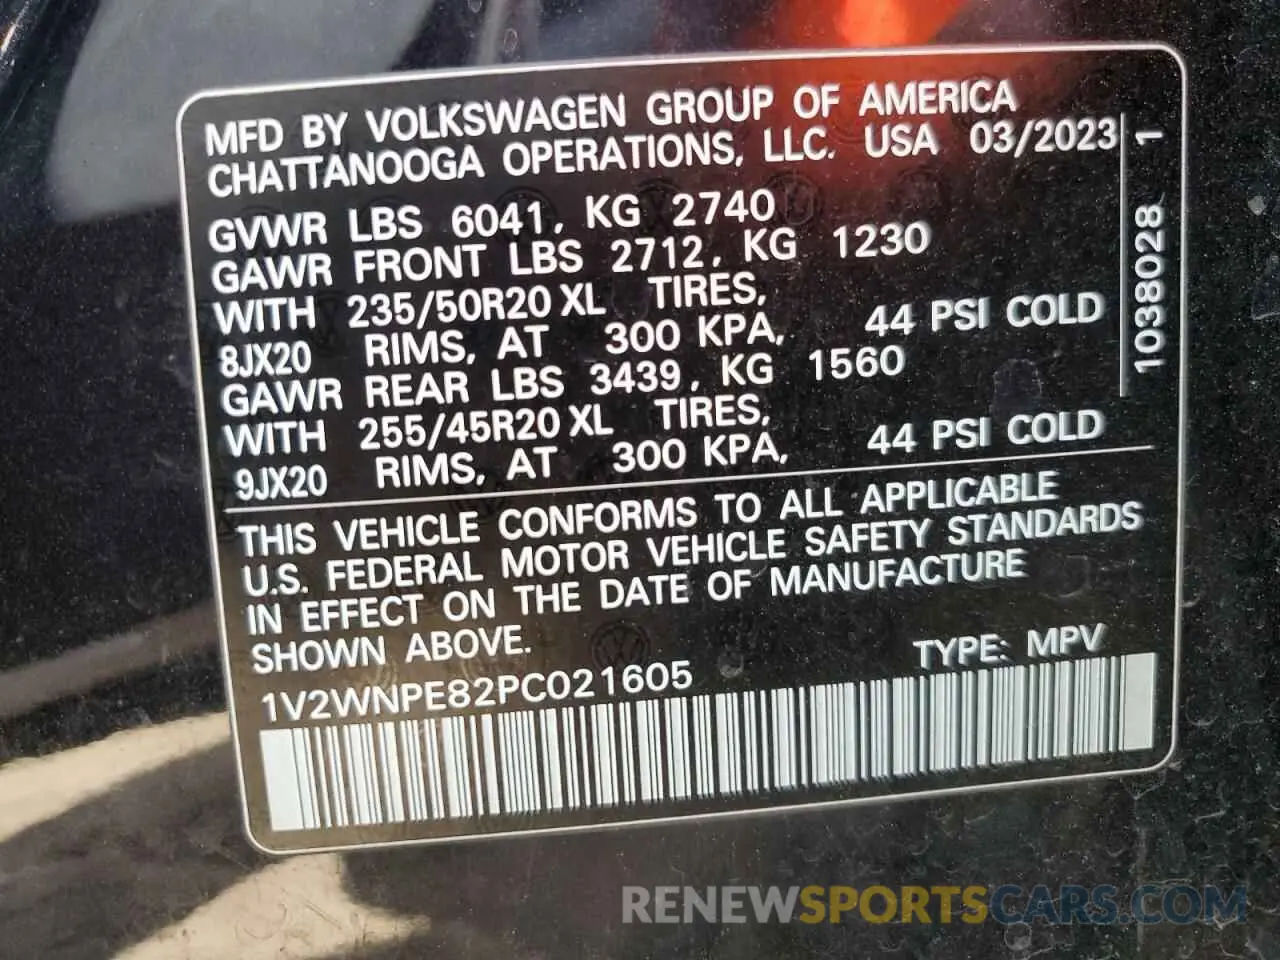 MFD BY VOLKSWAGEN GROUP OF AMERICA
CHATTANOOGA OPERATIONS, LLC. USA 03/2023
GVWR LBS 6041, KG 2740
GAWR FRONT LBS 2712, KG 1230
WITH 235/50R20 XL TIRES,
8JX20 RIMS, AT 300 KPA, 44 PSI COLD
GAWR REAR LBS 3439, KG 1560
WITH 255/45R20 XL TIRES,
9JX20 RIMS, AT 300 KPA, 44 PSI COLD
THIS VEHICLE CONFORMS TO ALL APPLICABLE
U.S. FEDERAL MOTOR VEHICLE SAFETY STANDARDS
IN EFFECT ON THE DATE OF MANUFACTURE
SHOWN ABOVE.
TYPE: MPV
1V2WNPE82PC021605
10388028 1
RENEWSPORTSCARS.COM